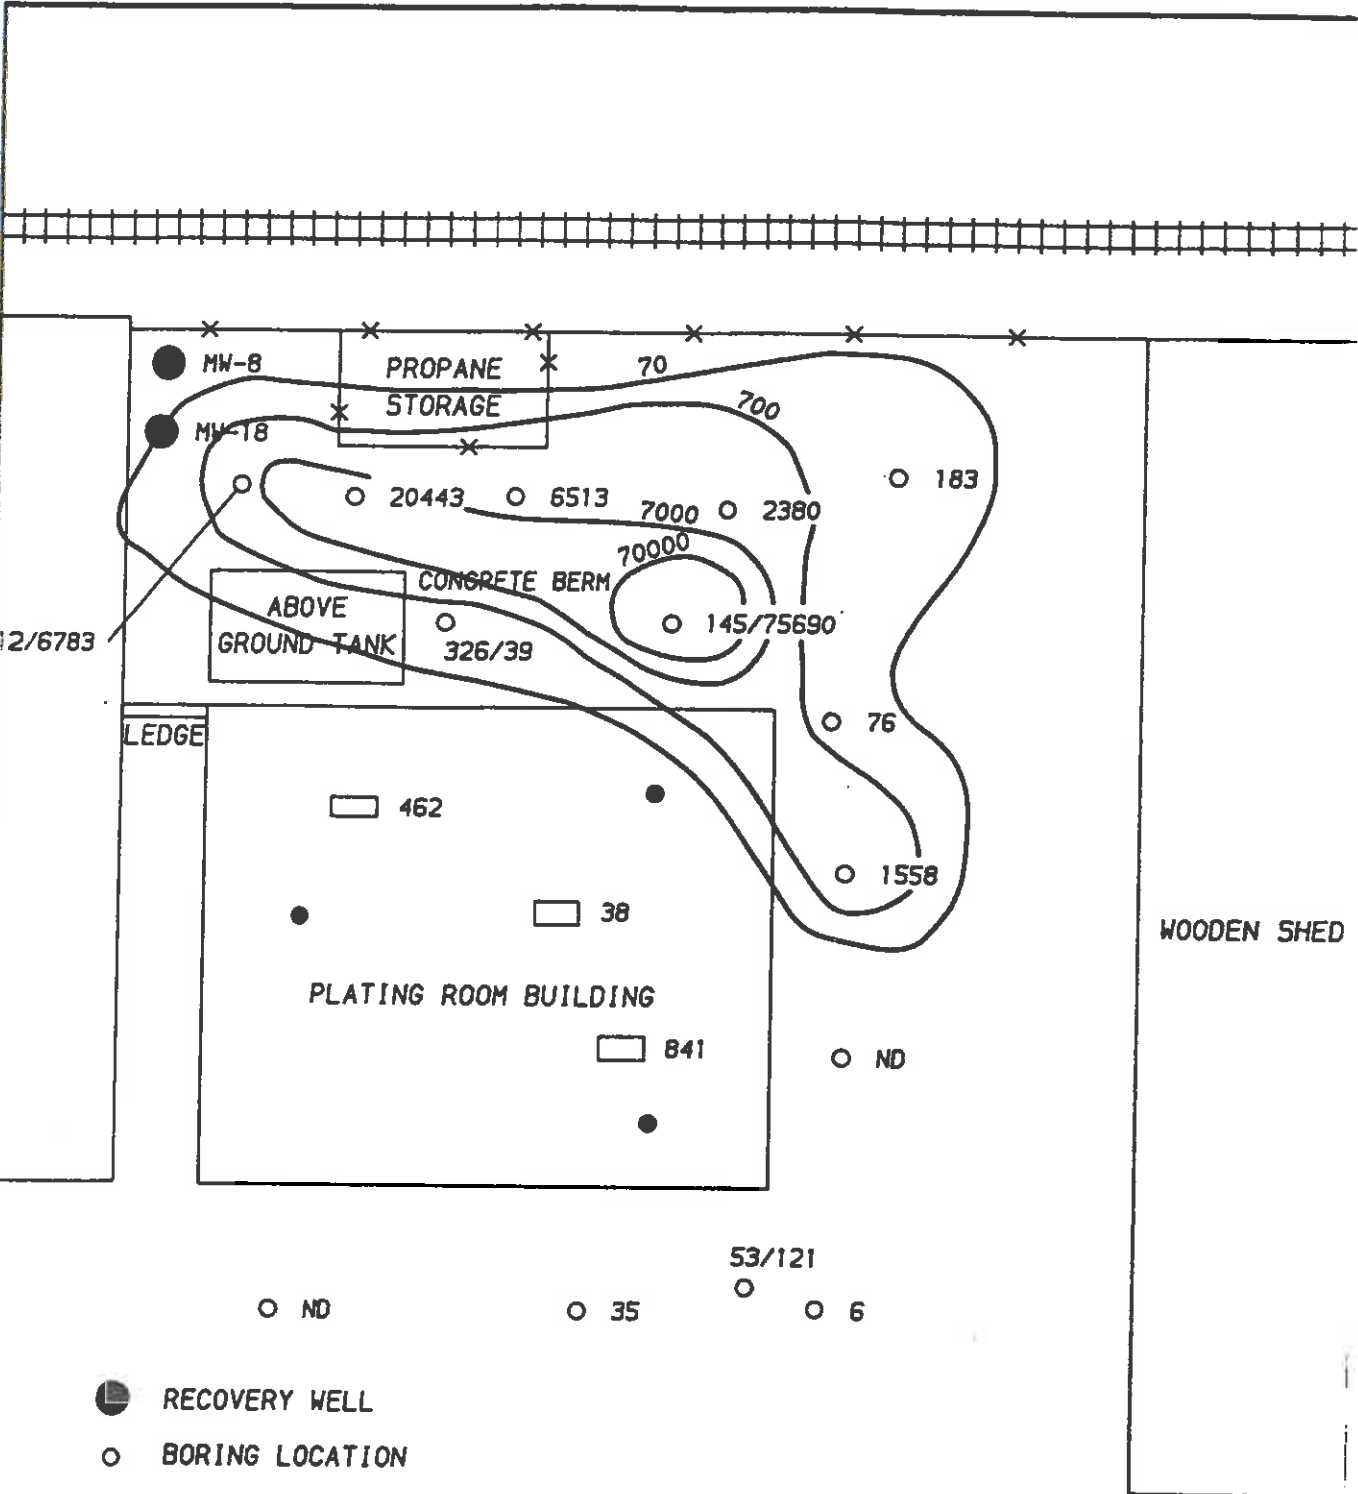 MW-8
PROPANE
STORAGE
70
700
MW-18
20443
6513
7000
2380
183
70000
CONCRETE BERM
ABOVE
GROUND TANK
145/75690
12/6783
326/39
76
LEDGE
462
1558
38
WOODEN SHED
PLATING ROOM BUILDING
841
ND
53/121
ND
35
6
RECOVERY WELL
BORING LOCATION